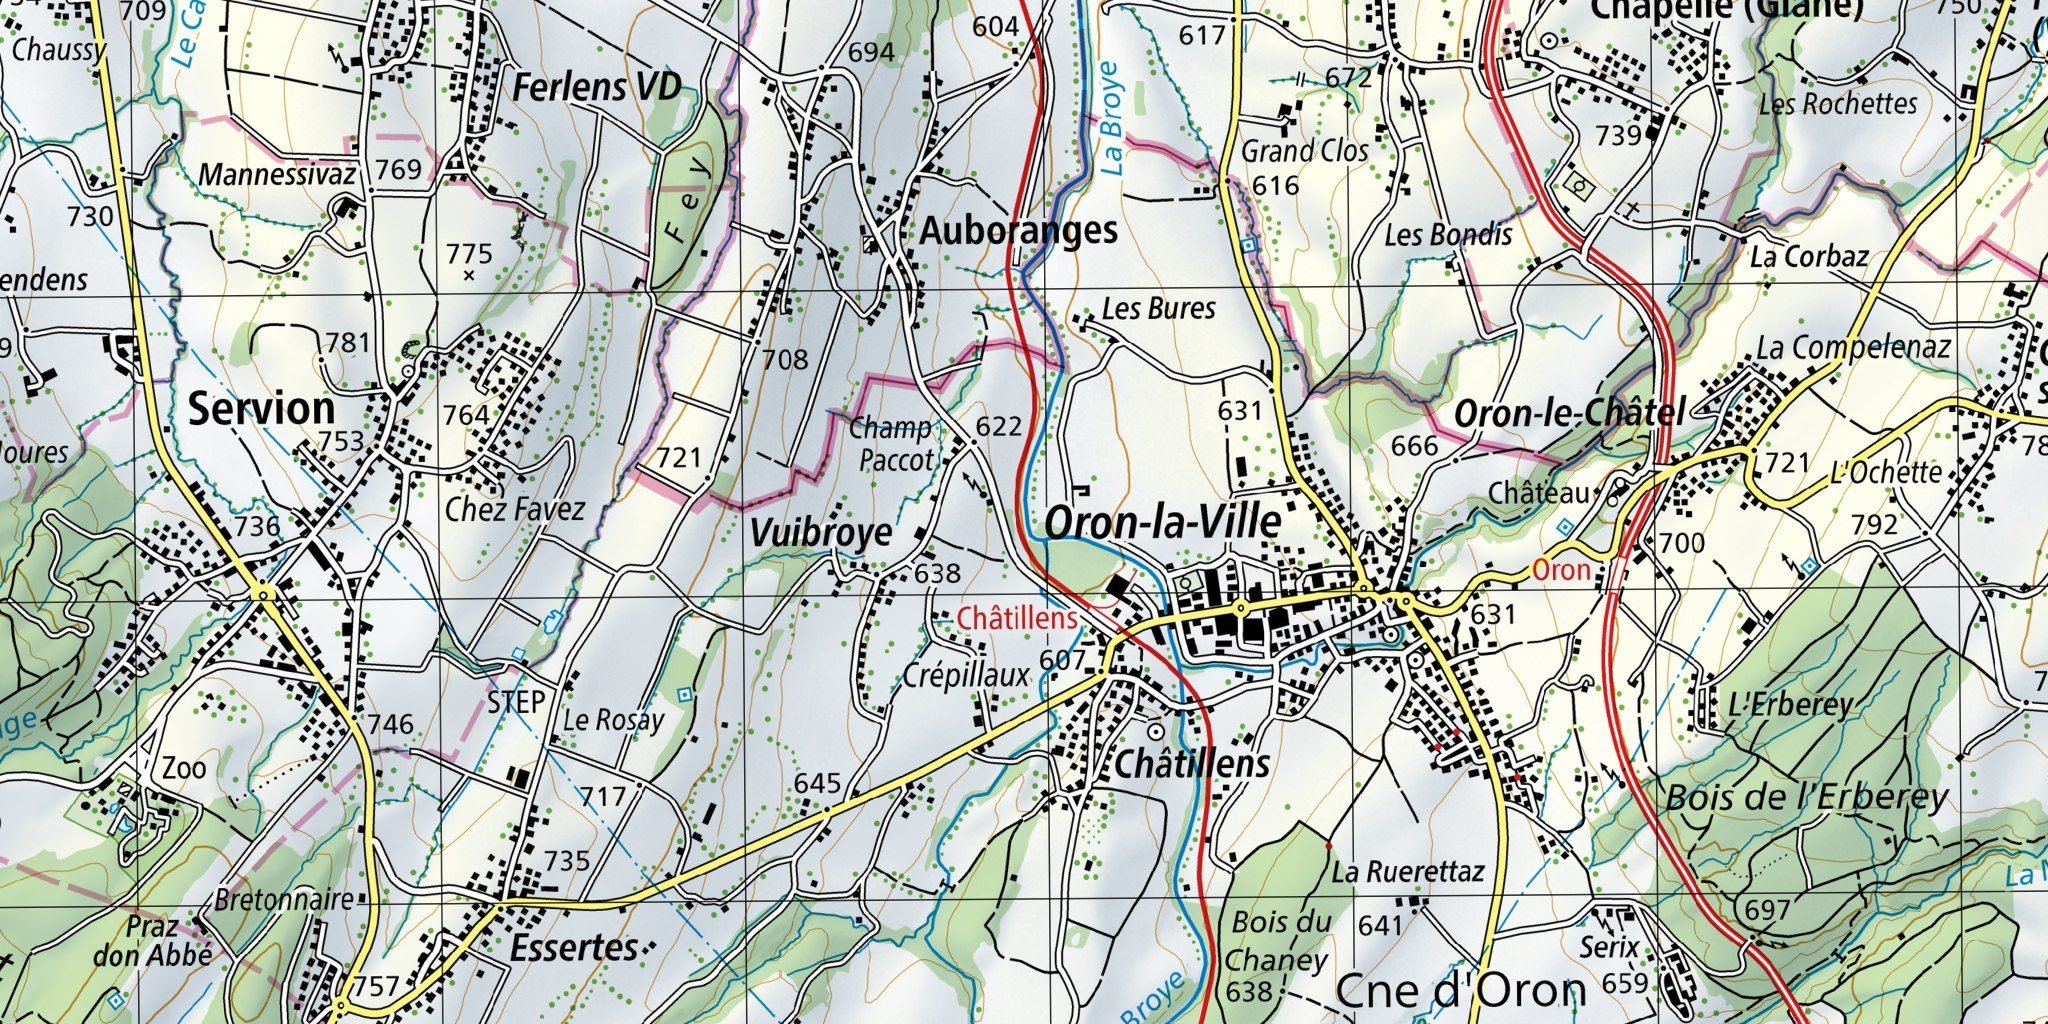 709
Chaussy
Le Ca
Ferlens VD
694
604
617
La Broye
672
Chapelle (Glâne)
750
Les Rochettes
739
Grand Clos
616
Mannessivaz
769
730
Fey
775
Auboranges
Les Bondis
La Corbaz
endens
781
708
Les Bures
La Compelenaz
Servion
764
753
Champ
Paccot
622
631
666
Oron-le-Châtel
721
721
L'Ochette
78
oures
Chez Favez
736
Vuibroye
638
Oron-la-Ville
Château
792
700
Oron
631
Châtillens
607
Crépillaux
STEP
Le Rosay
746
Zoo
717
645
Châtillens
L'Erberey
Bois de l'Erberey
735
La Ruerettaz
Bretonnaire
Praz
don Abbé
Essertes
757
Bois du
Chaney
638
641
Serix
659
697
Cne d'Oron
Broye